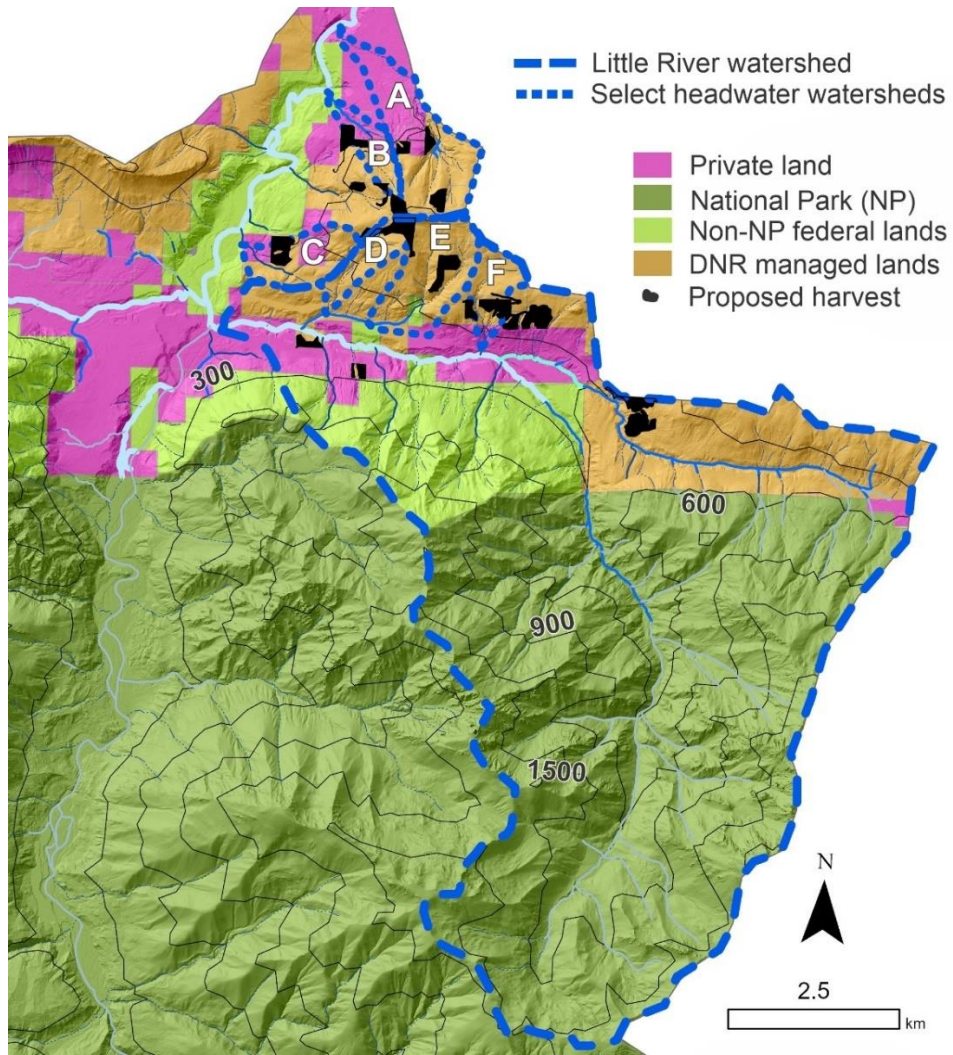 Little River watershed
Select headwater watersheds
A
Private land
B
National Park (NP)
Non-NP federal lands
C
D
E
DNR managed lands
F
Proposed harvest
300
600
900
1500
N
2.5
km